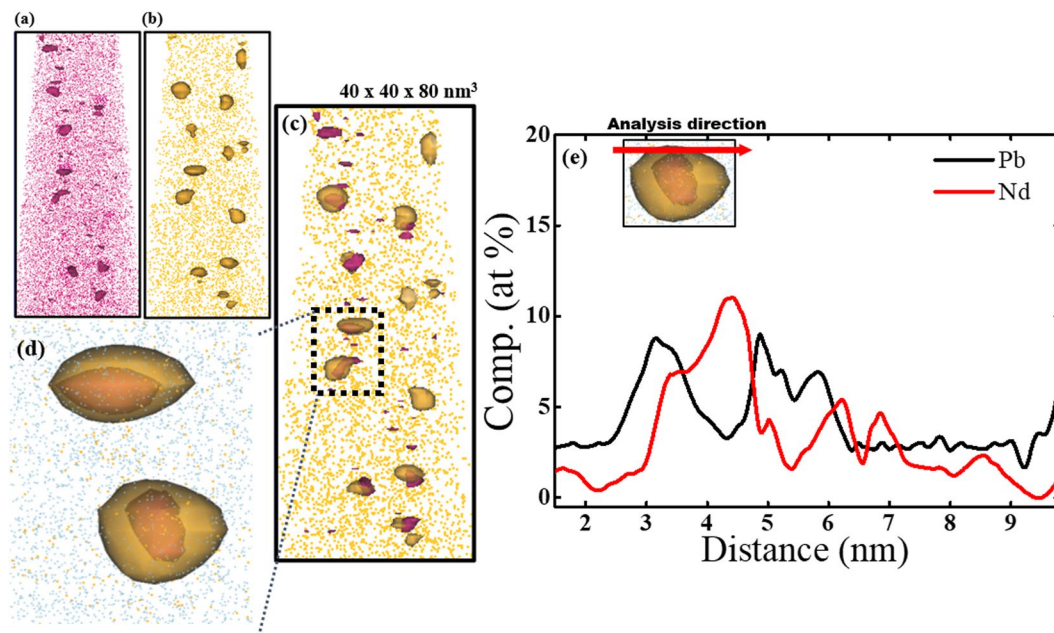 (a)
(b)
40 x 40 x 80 nm³
(c)
(d)
Analysis direction
(e)
Pb
Nd
20
15
10
5
0
Comp. (at %)
2 3 4 5 6 7 8 9
Distance (nm)